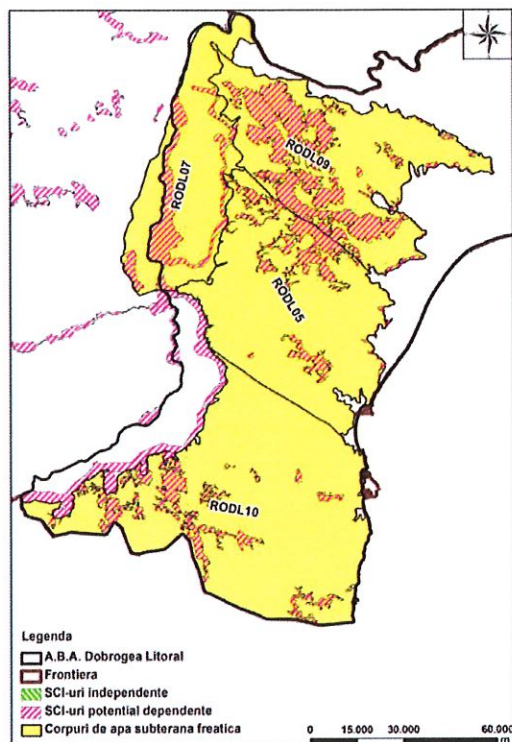 RODL09
RODL07
RODL05
RODL10
Legenda
A.B.A. Dobrogea Litoral
Frontiera
SCI-uri independente
SCI-uri potential dependente
Corpuri de apa subterana freatica
0 15.000 30.000 60.000
m